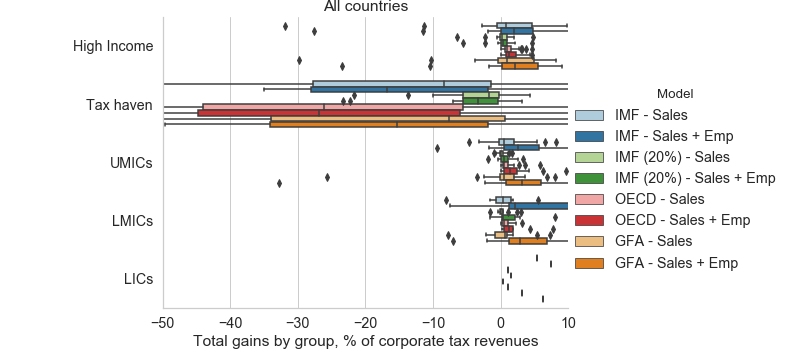 All countries
High Income
Tax haven
UMICs
LMICs
LICs
−50 −40 −30 −20 −10 0 10
Total gains by group, % of corporate tax revenues
Model
IMF - Sales
IMF - Sales + Emp
IMF (20%) - Sales
IMF (20%) - Sales + Emp
OECD - Sales
OECD - Sales + Emp
GFA - Sales
GFA - Sales + Emp